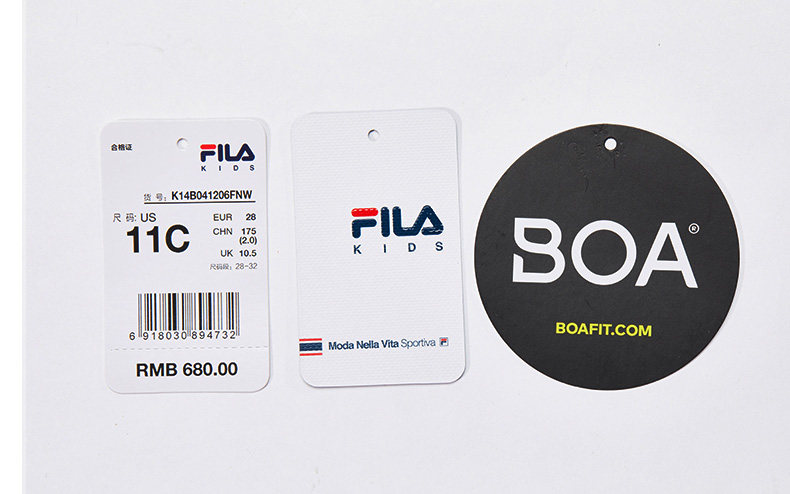 合格证
FILA
KIDS
货 号: K14B041206FNW
尺 码: US
11C
EUR 28
CHN 175
(2.0)
UK 10.5
尺码段: 28-32
6 918030 894732
RMB 680.00
FILA
KIDS
Moda Nella Vita Sportiva
BOA®
BOAFIT.COM